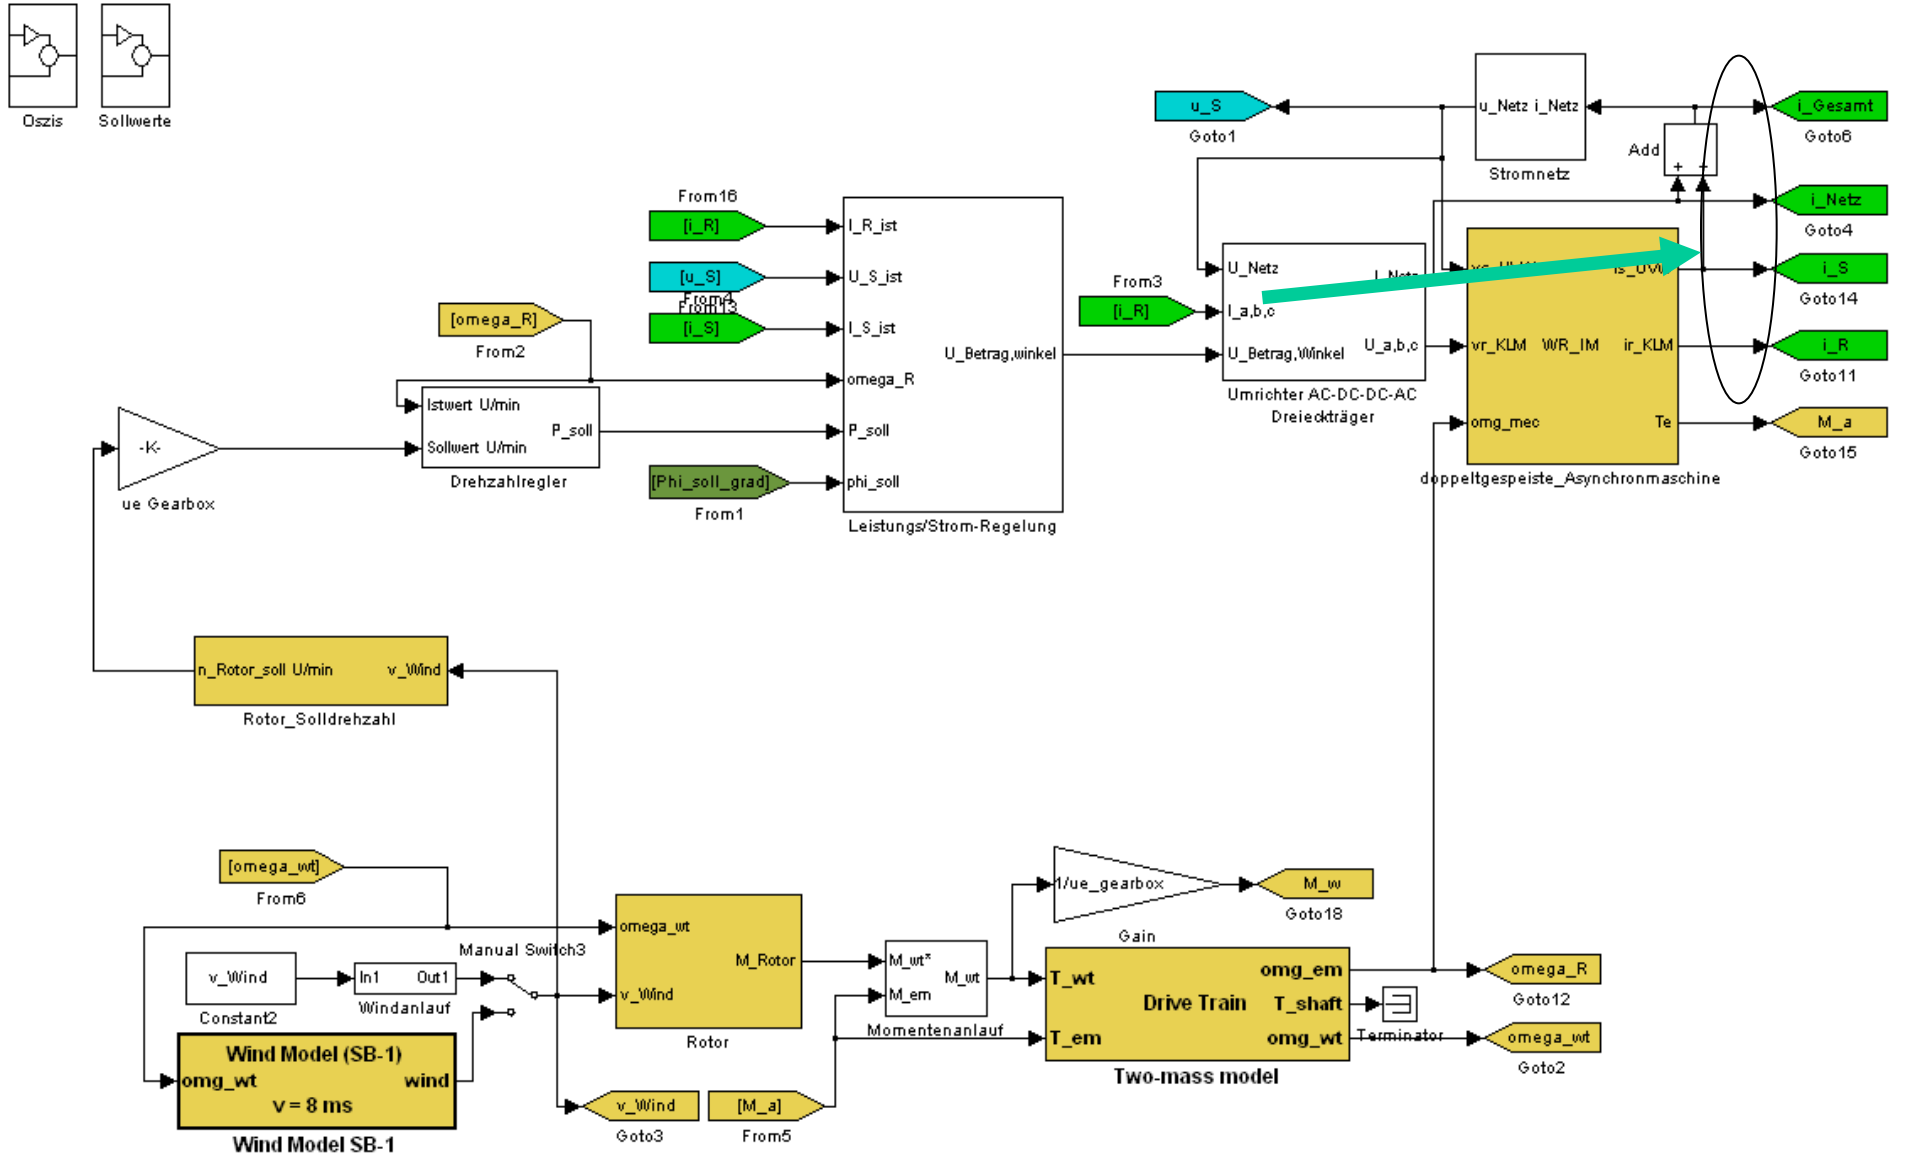 Oszis
Sollwerte
u_S
Goto1
u_Netz i_Netz
Stromnetz
Add
+ +
i_Gesamt
Goto6
i_Netz
Goto4
i_S
Goto14
i_R
Goto11
M_a
Goto15
From16
[i_R]
[u_S]
From4
From13
[i_S]
[omega_R]
From2
I_R_ist
U_S_ist
I_S_ist
omega_R
P_soll
phi_soll
U_Betrag,winkel
Leistungs/Strom-Regelung
From3
[i_R]
U_Netz
I_a,b,c
U_Betrag,Winkel
U_a,b,c
Umrichter AC-DC-DC-AC
Dreieckträger
vr_KLM WR_IM ir_KLM
omg_mec Te
doppeltgespeiste_Asynchronmaschine
-K-
ue Gearbox
Istwert U/min
Sollwert U/min
P_soll
Drehzahlregler
[Phi_soll_grad]
From1
n_Rotor_soll U/min v_Wind
Rotor_Solldrehzahl
[omega_wt]
From6
v_Wind
Constant2
In1 Out1
Windanlauf
Manual Switch3
Wind Model (SB-1)
omg_wt wind
v = 8 ms
Wind Model SB-1
omega_wt
M_Rotor
v_Wind
Rotor
v_Wind
Goto3
[M_a]
From5
M_wt*
M_wt
M_em
Momentenanlauf
1/ue_gearbox
Gain
M_w
Goto18
T_wt
T_em
Drive Train
omg_em
T_shaft
omg_wt
Two-mass model
Terminator
omega_R
Goto12
omega_wt
Goto2